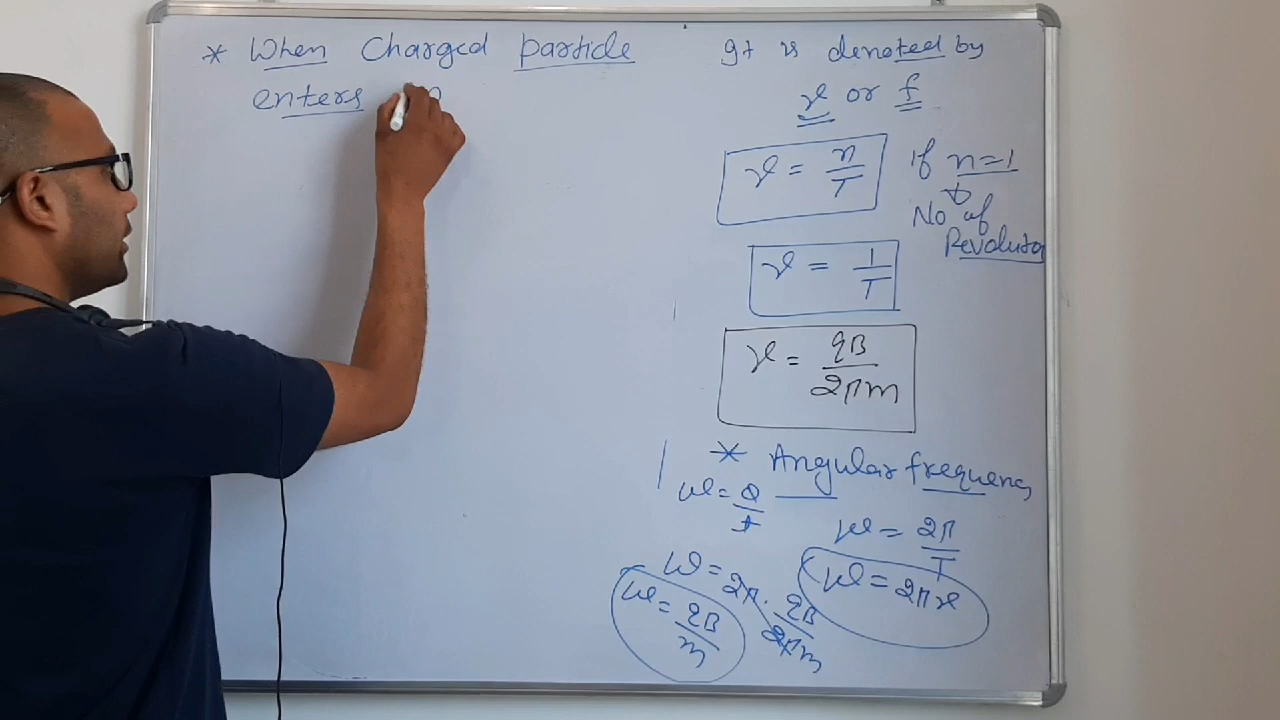 * When Charged particle
enters
It is denoted by
ν or f
ν = n/T
If n=1
No of
Revolution
ν = 1/T
ν = qB/2πm
* Angular frequency
ω = θ/t
ω = 2π/T
ω = 2πν
ω = 2π · qB/2πm
ω = qB/m